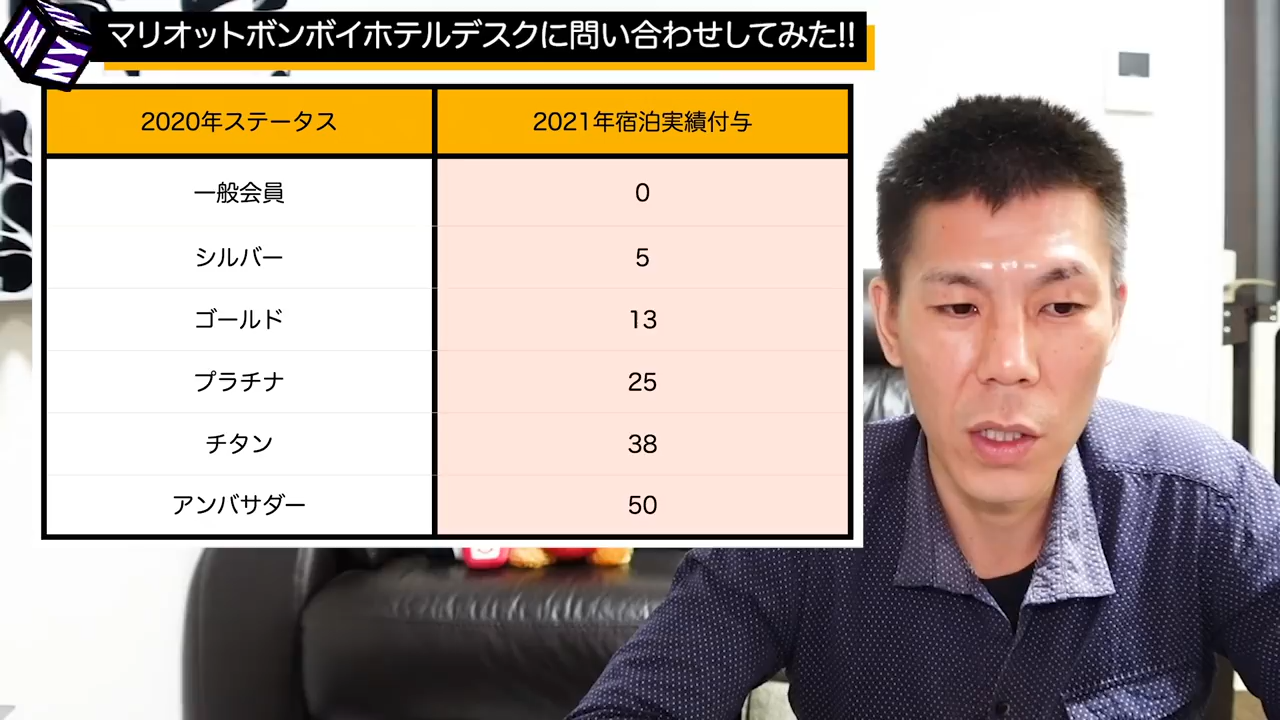 マリオットボンボイホテルデスクに問い合わせしてみた!!
2020年ステータス 2021年宿泊実績付与
一般会員 0
シルバー 5
ゴールド 13
プラチナ 25
チタン 38
アンバサダー 50